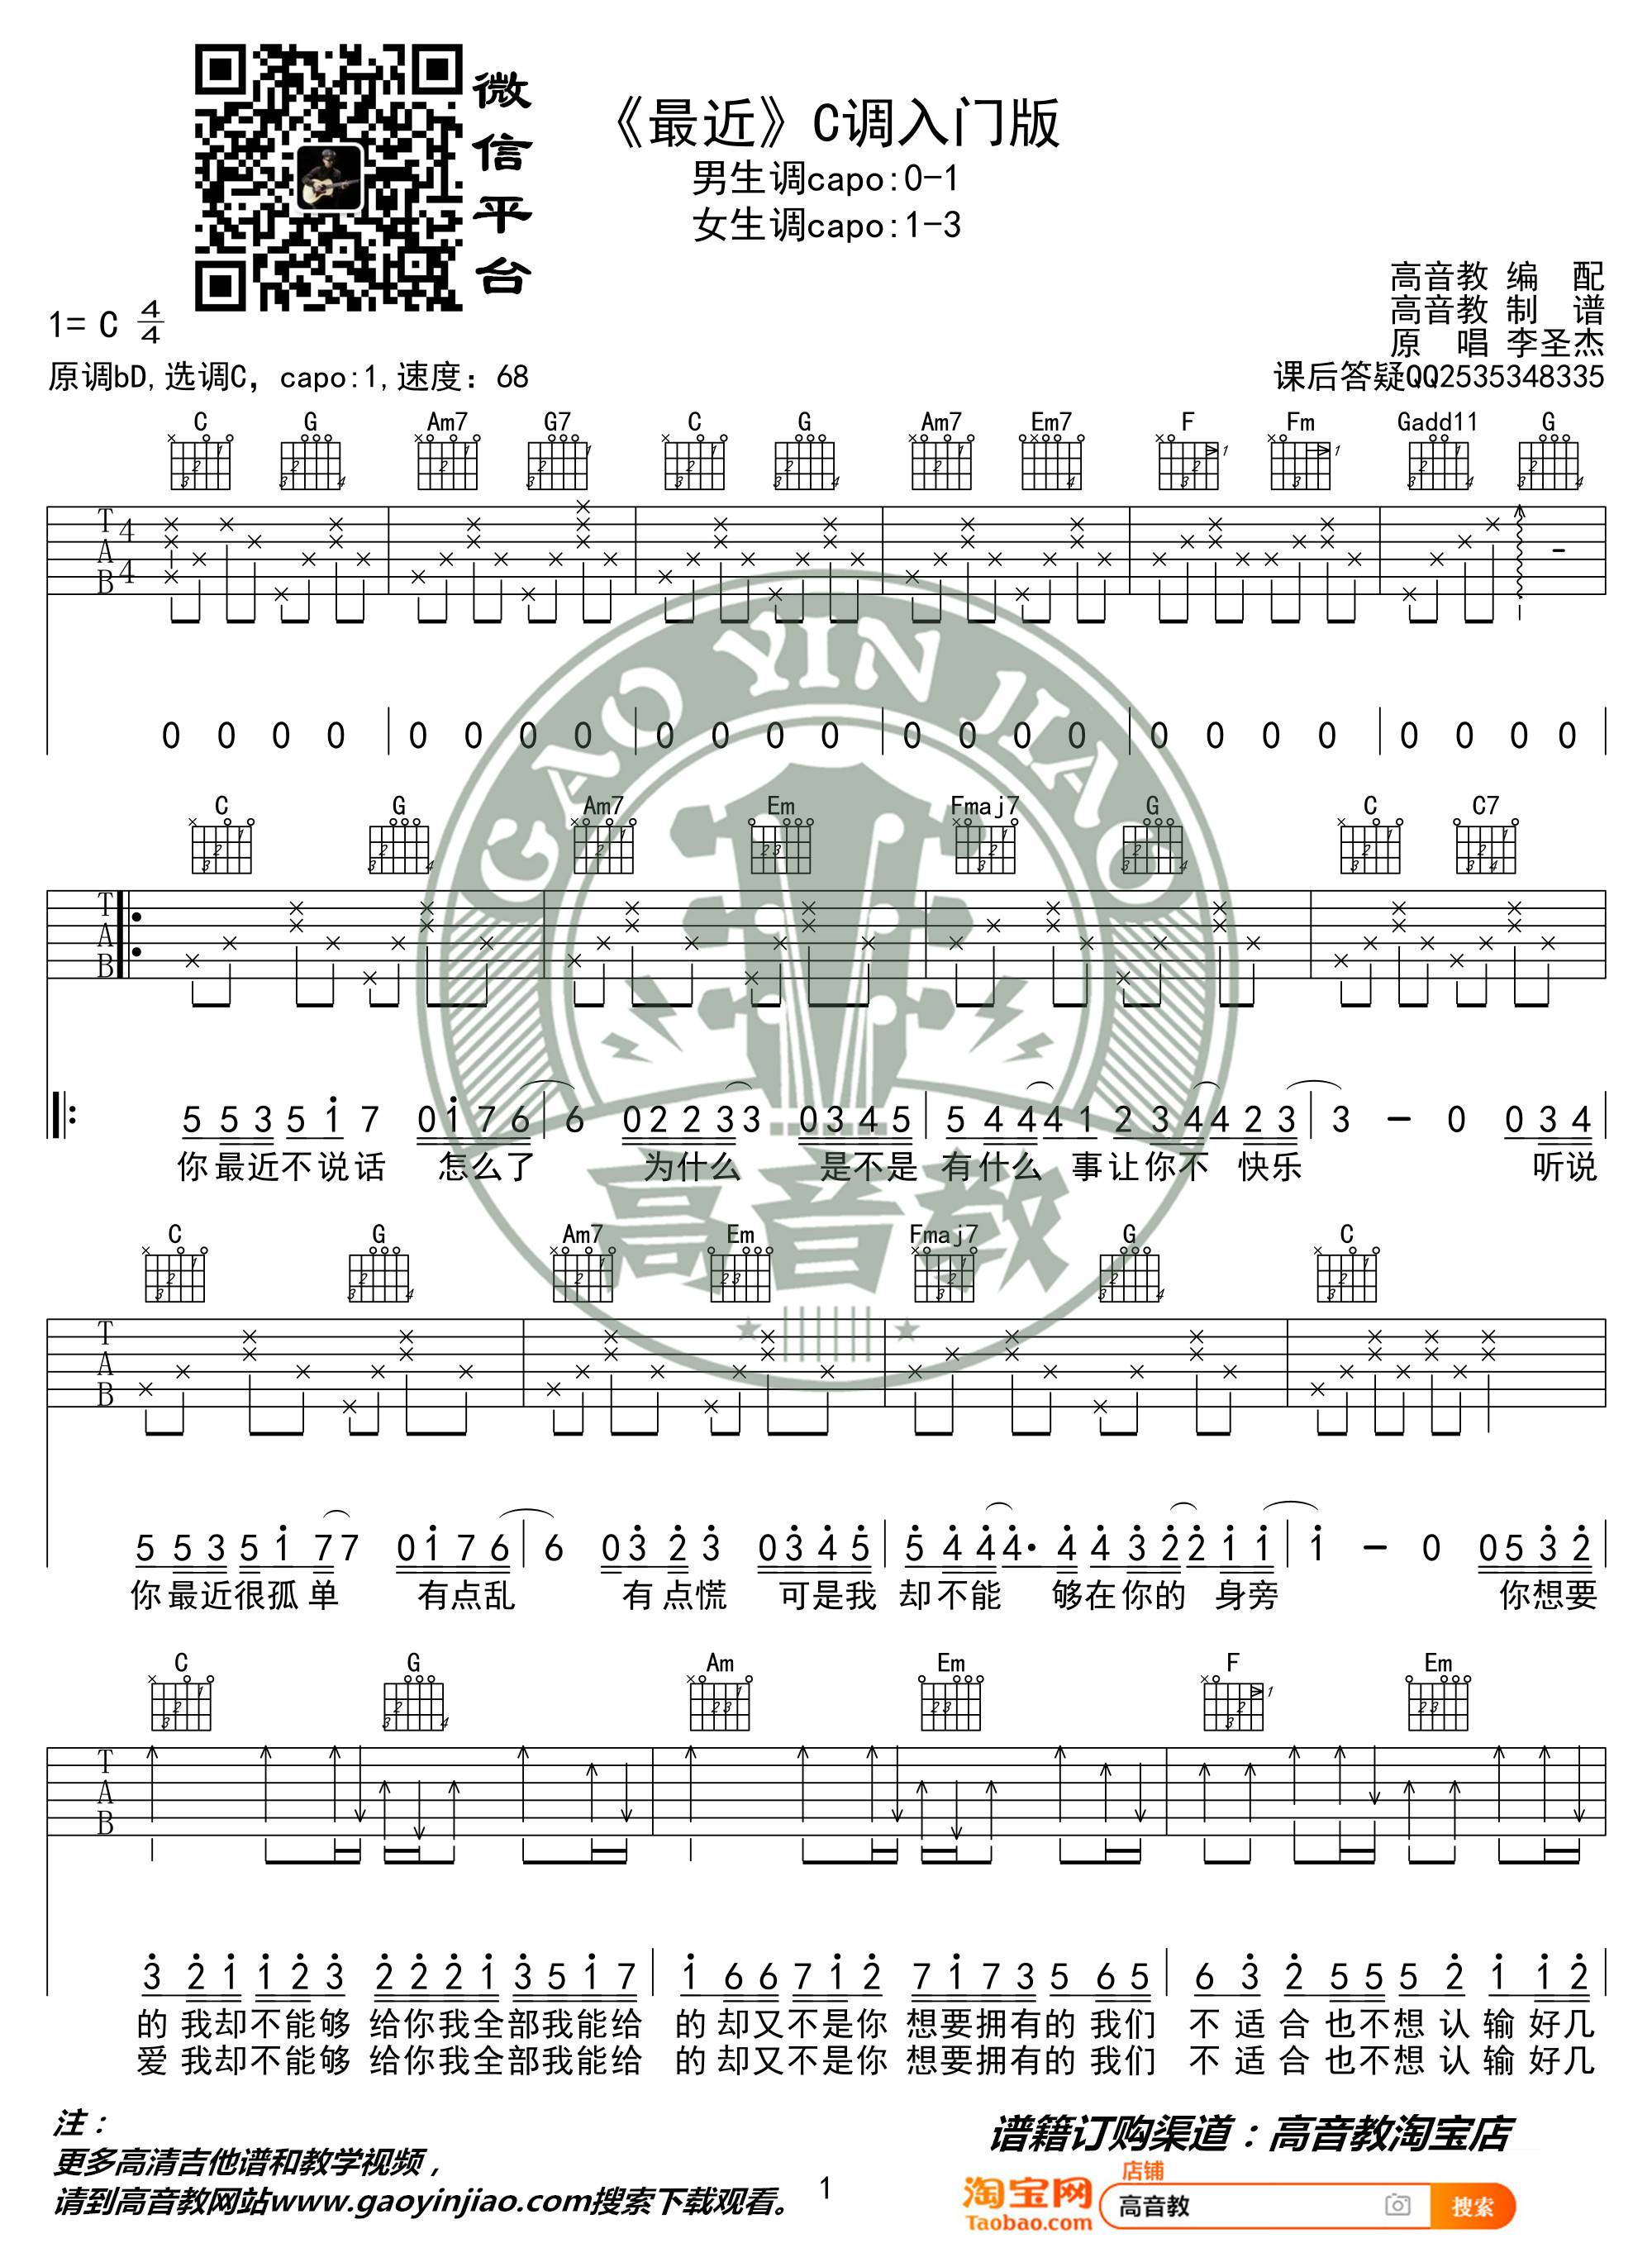 微信平台
《最近》C调入门版
男生调capo:0-1
女生调capo:1-3
高音教 编 配
高音教 制 谱
原 唱 李圣杰
课后答疑QQ2535348335
1= C 4/4
原调bD,选调C, capo:1,速度: 68
C G Am7 G7 C G Am7 Em7 F Fm Gadd11 G
T A B 4 4
0 0 0 0 0 0 0 0 0 0 0 0 0 0 0 0 0 0 0 0 0 0 0 0
GAO YIN JIAO
C G Am7 Em Fmaj7 G C C7
T A B
5 5 3 5 1 7 0 1 7 6 6 0 2 2 3 3 0 3 4 5 5 4 4 4 1 2 3 4 4 2 3 3 - 0 0 3 4
你最近不说话 怎么了 为什么 是不是 有什么 事让你不 快乐 听说
高音教
C G Am7 Em Fmaj7 G C
T A B
5 5 3 5 1 7 7 0 1 7 6 6 0 3 2 3 0 3 4 5 5 4 4 4· 4 4 3 2 2 1 1 1 - 0 0 5 3 2
你最近很孤单 有点乱 有点慌 可是我 却不能 够在你的 身旁 你想要
C G Am Em F Em
T A B
3 2 1 1 2 3 2 2 2 1 3 5 1 7 1 6 6 7 1 2 7 1 7 3 5 6 5 6 3 2 5 5 5 2 1 1 2
的 我却不能够 给你我全部我能给 的却又不是你 想要拥有的 我们 不适合也不想认输好几
爱 我却不能够 给你我全部我能给 的却又不是你 想要拥有的 我们 不适合也不想认输好几
注：
更多高清吉他谱和教学视频，
请到高音教网站www.gaoyinjiao.com搜索下载观看。
1
谱籍订购渠道：高音教淘宝店
店铺
淘宝网
Taobao.com
高音教
搜索